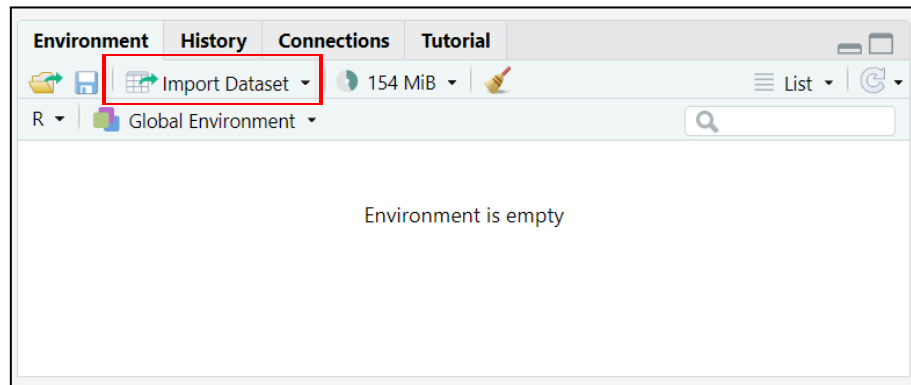 Environment History Connections Tutorial
Import Dataset 154 MiB List
R Global Environment
Environment is empty